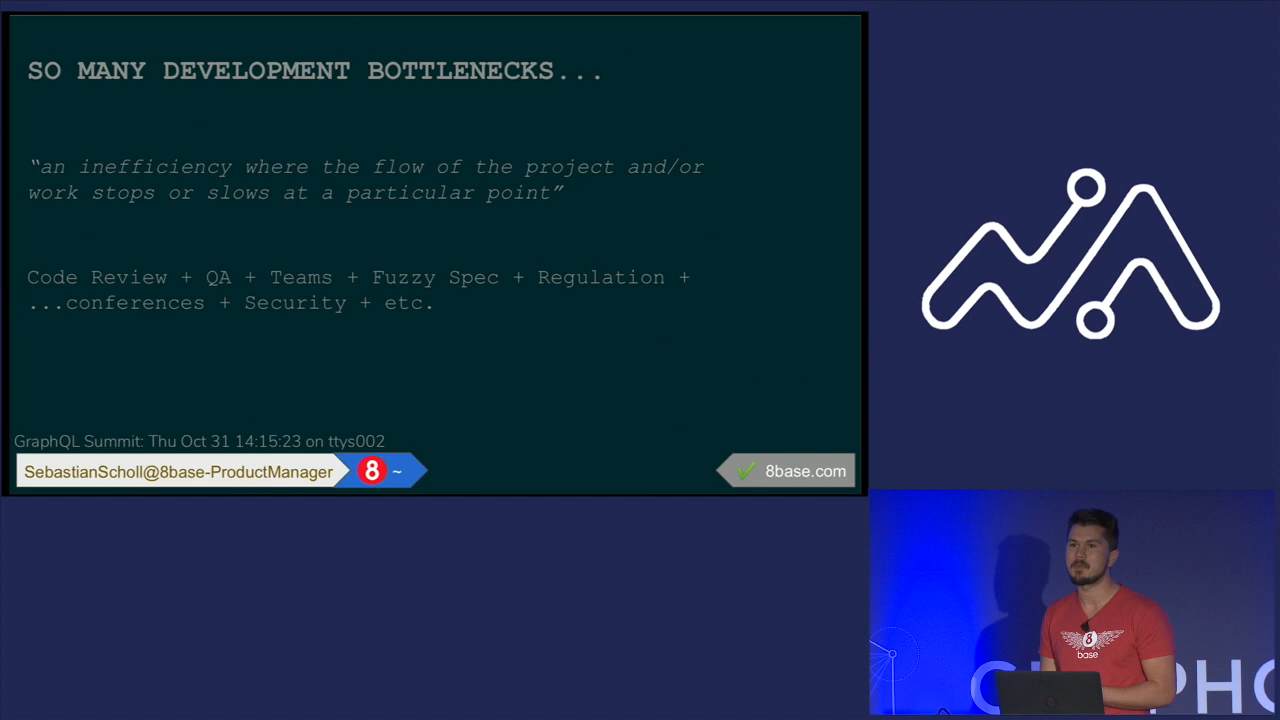 SO MANY DEVELOPMENT BOTTLENECKS...
“an inefficiency where the flow of the project and/or
work stops or slows at a particular point”
Code Review + QA + Teams + Fuzzy Spec + Regulation +
...conferences + Security + etc.
GraphQL Summit: Thu Oct 31 14:15:23 on ttys002
SebastianScholl@8base-ProductManager 8 ~
✓ 8base.com
8
base